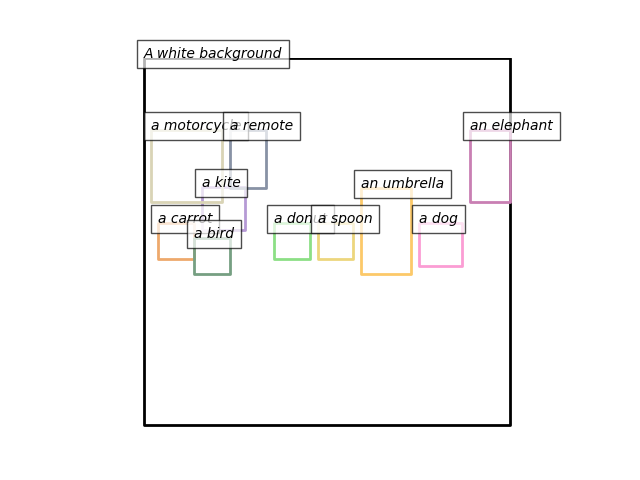 A white background
a motorcycle
a remote
an elephant
a kite
an umbrella
a carrot
a bird
a donut
a spoon
a dog